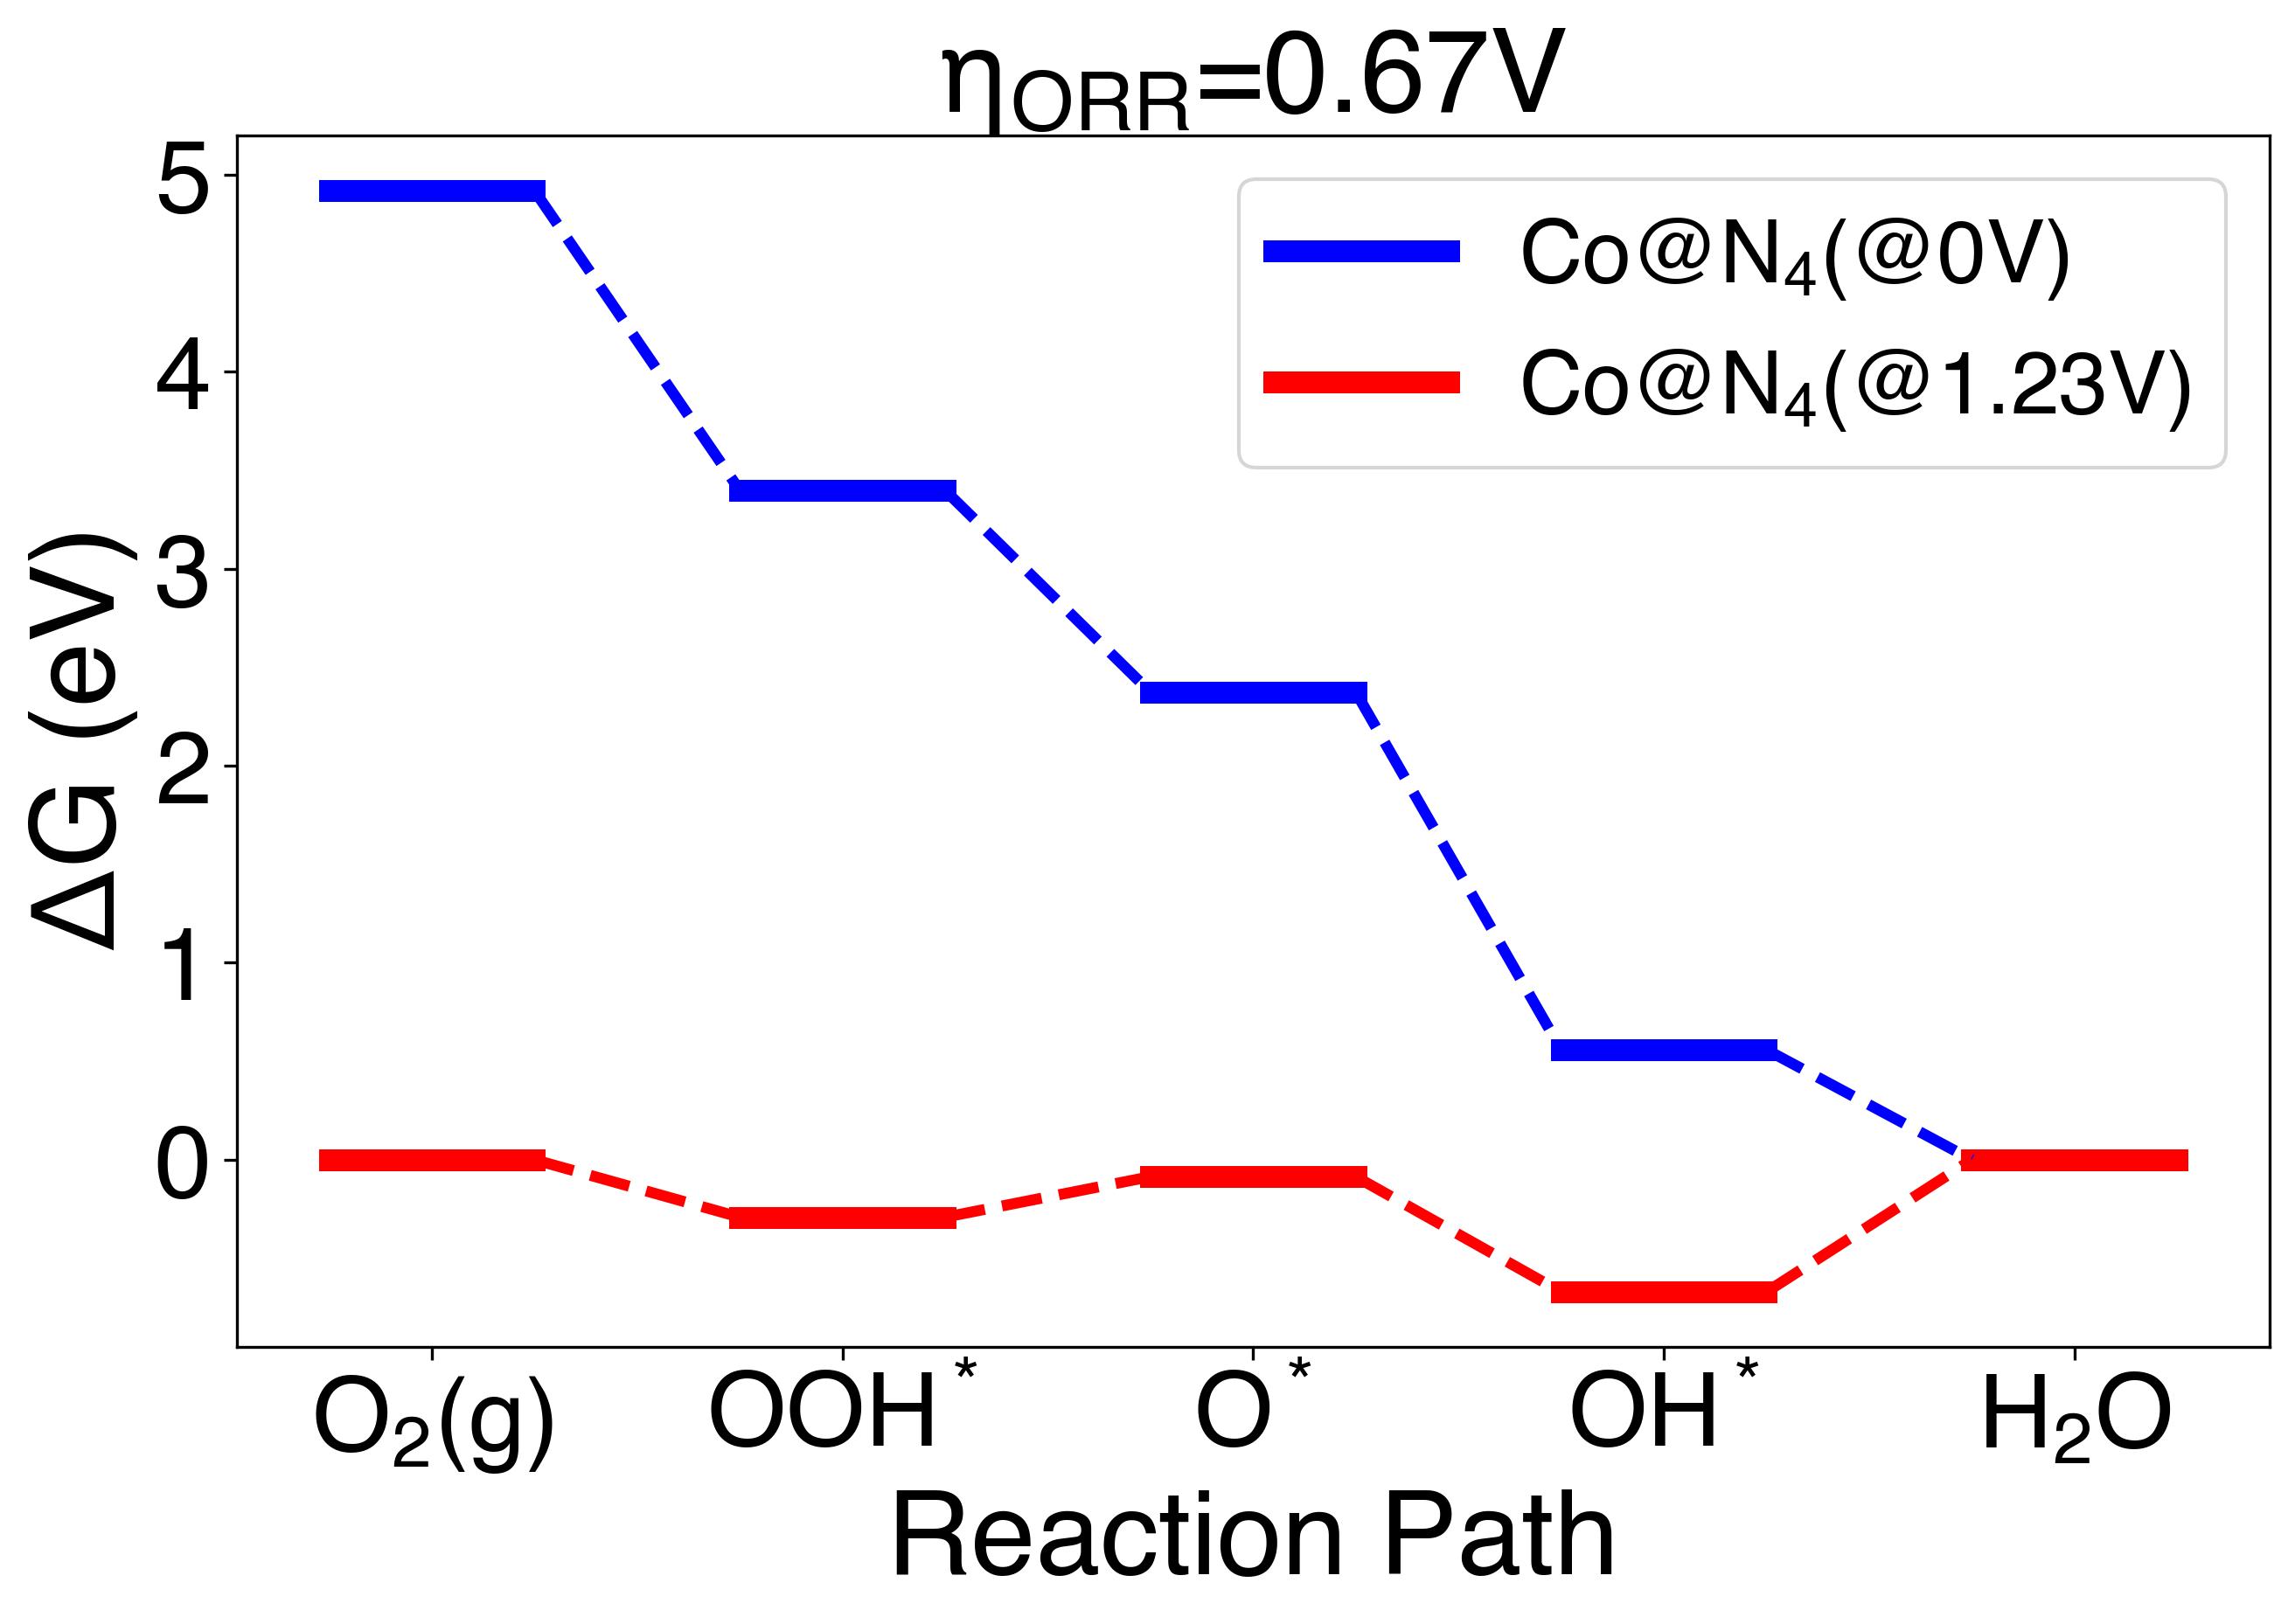 η_ORR=0.67V
Co@N₄(@0V)
Co@N₄(@1.23V)
ΔG (eV)
5
4
3
2
1
0
O₂(g) OOH* O* OH* H₂O
Reaction Path